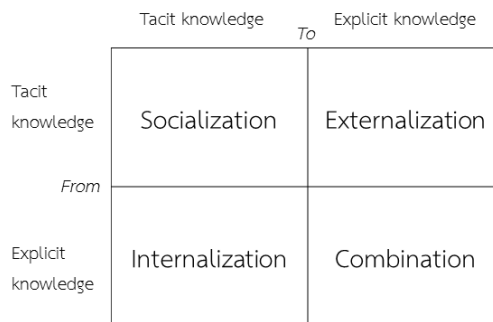 Tacit knowledge
To
Explicit knowledge
Tacit
knowledge
Socialization
Externalization
From
Explicit
knowledge
Internalization
Combination